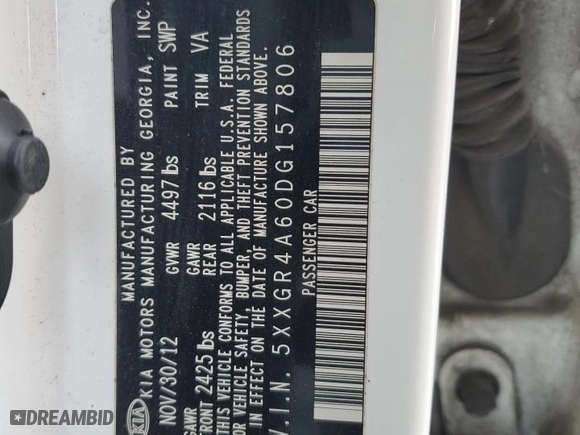 MANUFACTURED BY
KIA KIA MOTORS MANUFACTURING GEORGIA, INC.
NOV/30/12 GVWR 4497 lbs PAINT SWP
GAWR FRONT 2425 lbs GAWR REAR 2116 lbs TRIM VA
THIS VEHICLE CONFORMS TO ALL APPLICABLE U.S.A. FEDERAL
MOTOR VEHICLE SAFETY, BUMPER, AND THEFT PREVENTION STANDARDS
IN EFFECT ON THE DATE OF MANUFACTURE SHOWN ABOVE.
V.I.N. 5XXGR4A60DG157806
PASSENGER CAR
DREAMBID